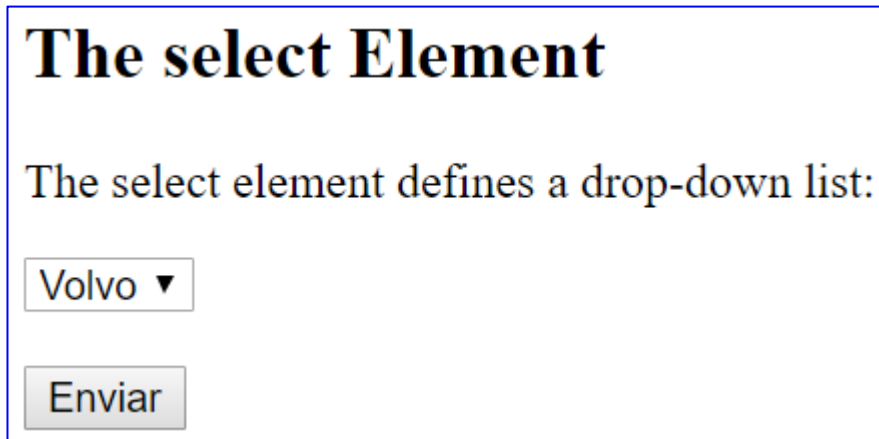 The select Element
The select element defines a drop-down list:
Volvo
Enviar